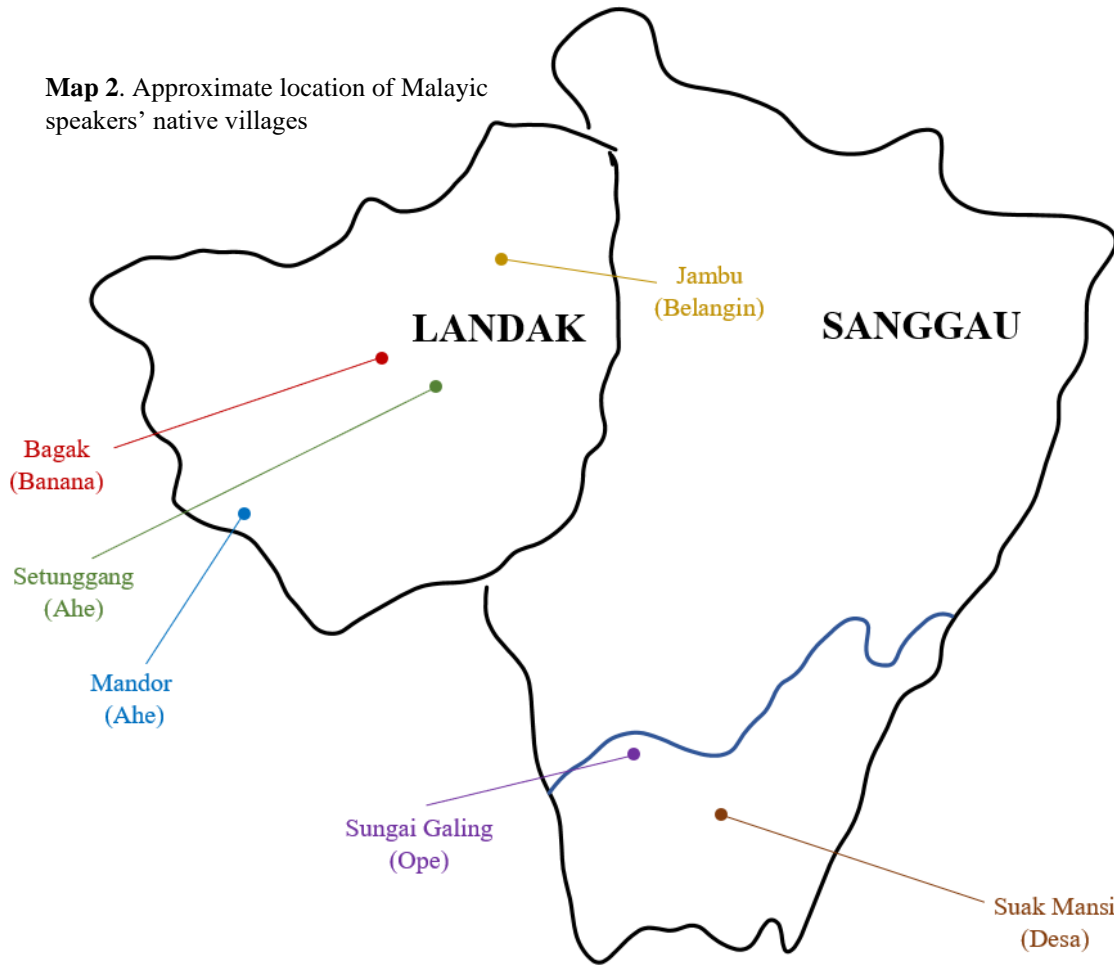 Map 2. Approximate location of Malayic
speakers’ native villages
Jambu
(Belangin)
LANDAK
SANGGAU
Bagak
(Banana)
Setunggang
(Ahe)
Mandor
(Ahe)
Sungai Galing
(Ope)
Suak Mansi
(Desa)